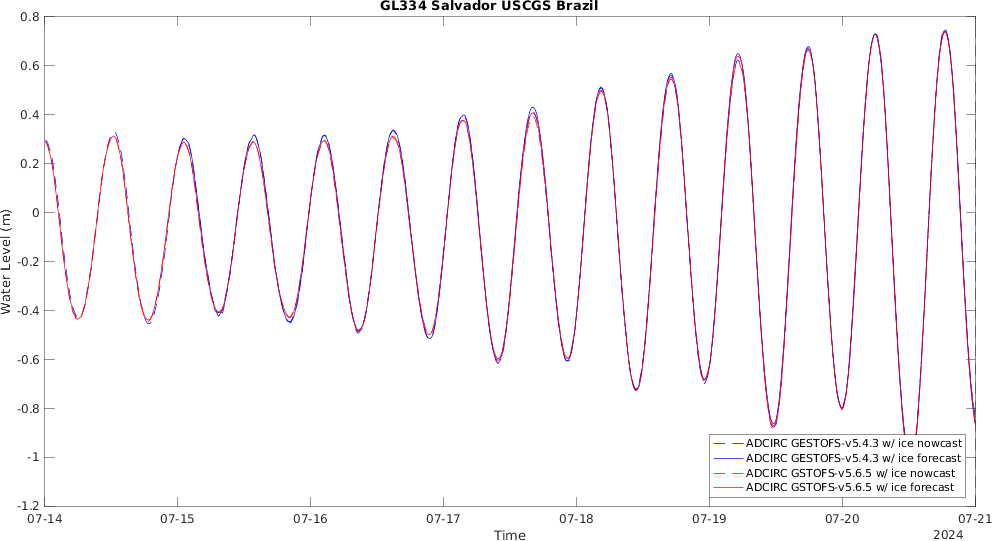 GL334 Salvador USCGS Brazil
0.8
0.6
0.4
0.2
0
-0.2
-0.4
-0.6
-0.8
-1
-1.2
Water Level (m)
ADCIRC GESTOFS-v5.4.3 w/ ice nowcast
ADCIRC GESTOFS-v5.4.3 w/ ice forecast
ADCIRC GSTOFS-v5.6.5 w/ ice nowcast
ADCIRC GSTOFS-v5.6.5 w/ ice forecast
07-14 07-15 07-16 07-17 07-18 07-19 07-20 07-21
Time
2024